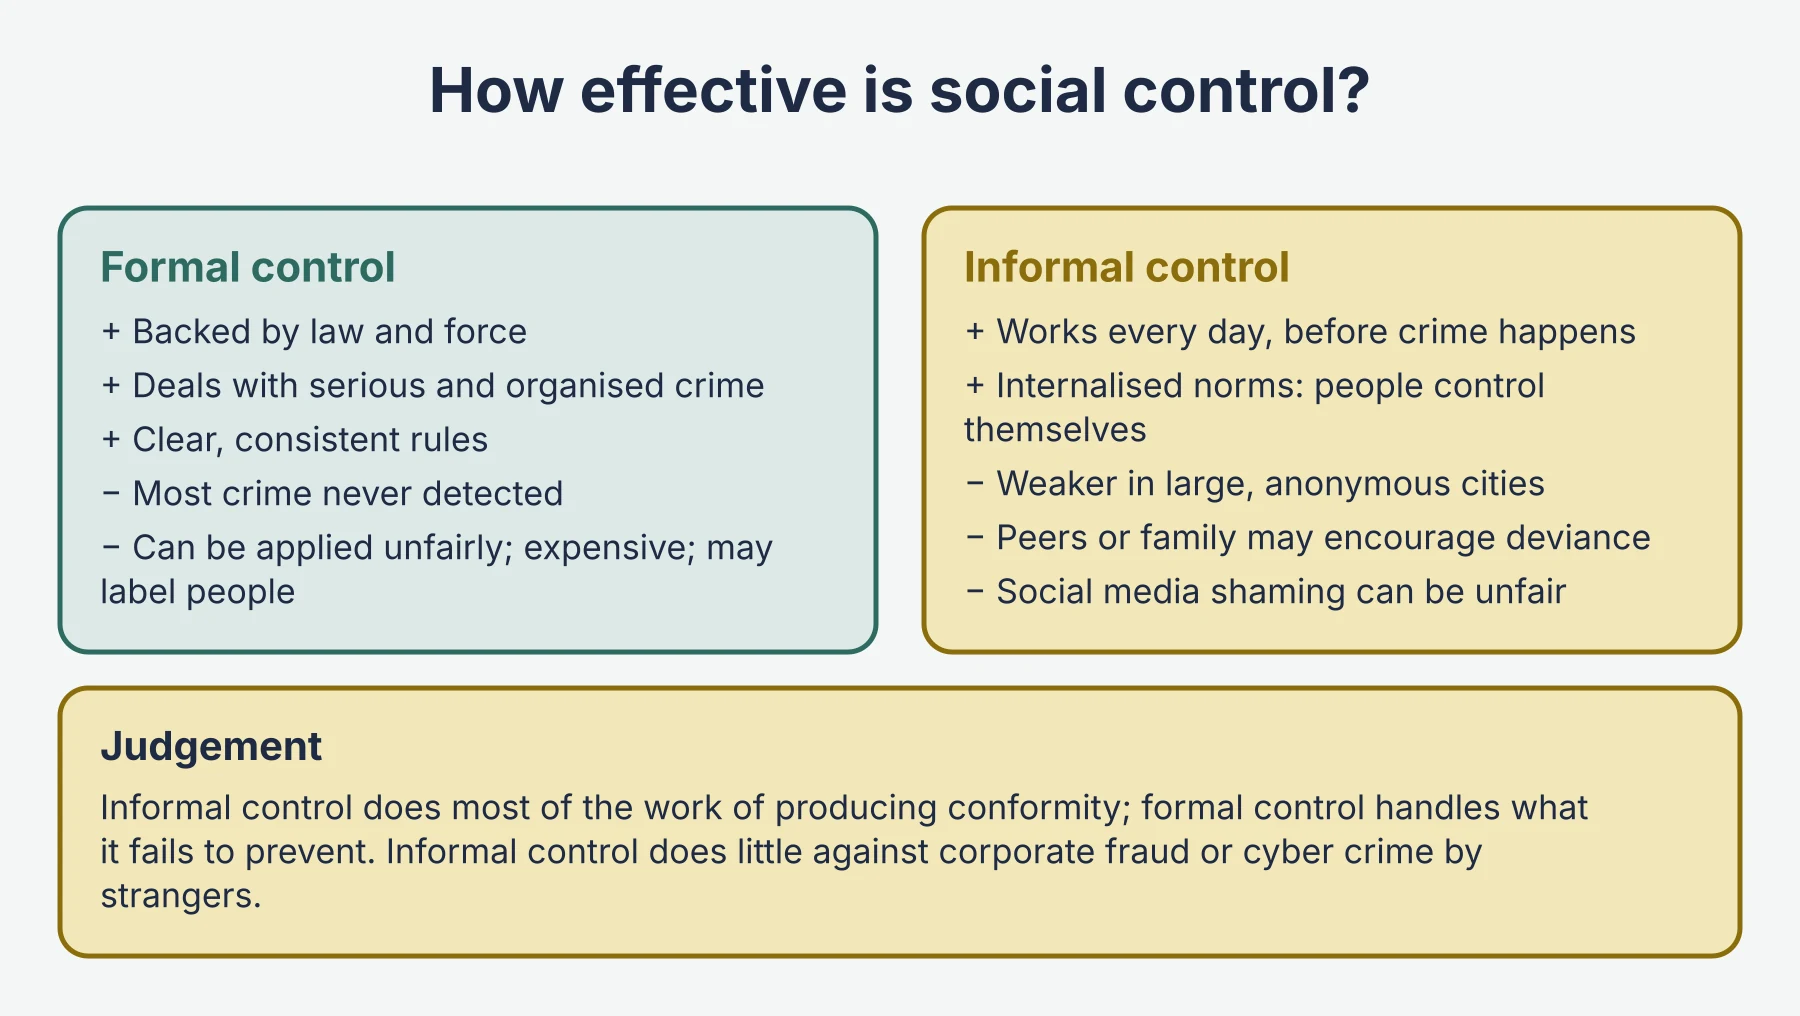 How effective is social control?
Formal control
+ Backed by law and force
+ Deals with serious and organised crime
+ Clear, consistent rules
− Most crime never detected
− Can be applied unfairly; expensive; may
label people
Informal control
+ Works every day, before crime happens
+ Internalised norms: people control
themselves
− Weaker in large, anonymous cities
− Peers or family may encourage deviance
− Social media shaming can be unfair
Judgement
Informal control does most of the work of producing conformity; formal control handles what
it fails to prevent. Informal control does little against corporate fraud or cyber crime by
strangers.